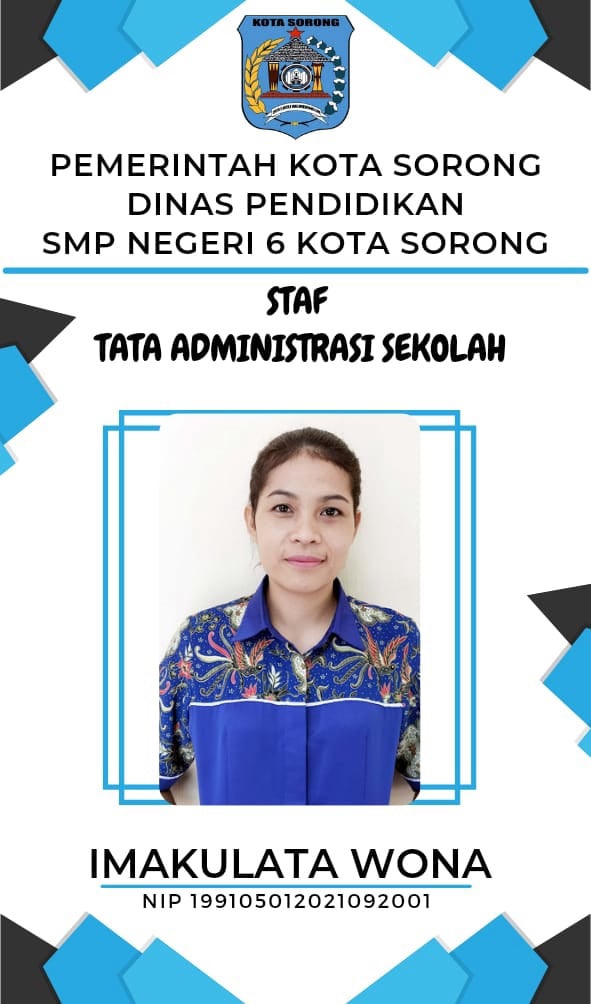 KOTA SORONG
PEMERINTAH KOTA SORONG
DINAS PENDIDIKAN
SMP NEGERI 6 KOTA SORONG
STAF
TATA ADMINISTRASI SEKOLAH
IMAKULATA WONA
NIP 199105012021092001